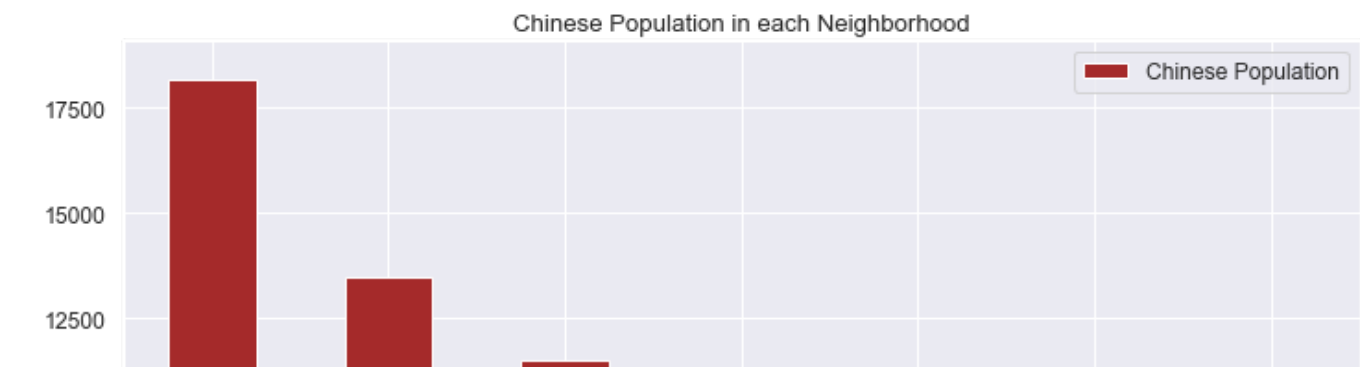 Chinese Population in each Neighborhood
Chinese Population
17500
15000
12500